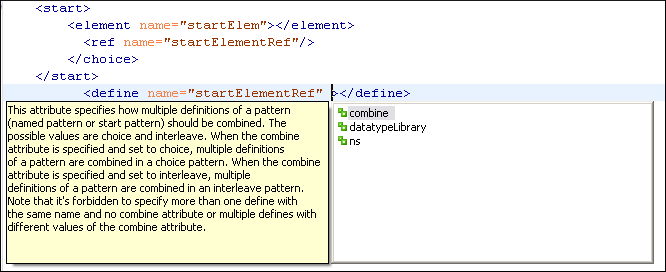 <start>
<element name="startElem"></element>
<ref name="startElementRef"/>
</choice>
</start>
<define name="startElementRef" ></define>
This attribute specifies how multiple definitions of a pattern
(named pattern or start pattern) should be combined. The
possible values are choice and interleave. When the combine
attribute is specified and set to choice, multiple definitions
of a pattern are combined in a choice pattern. When the combine
attribute is specified and set to interleave, multiple
definitions of a pattern are combined in an interleave pattern.
Note that it's forbidden to specify more than one define with
the same name and no combine attribute or multiple defines with
different values of the combine attribute.
combine
datatypeLibrary
ns